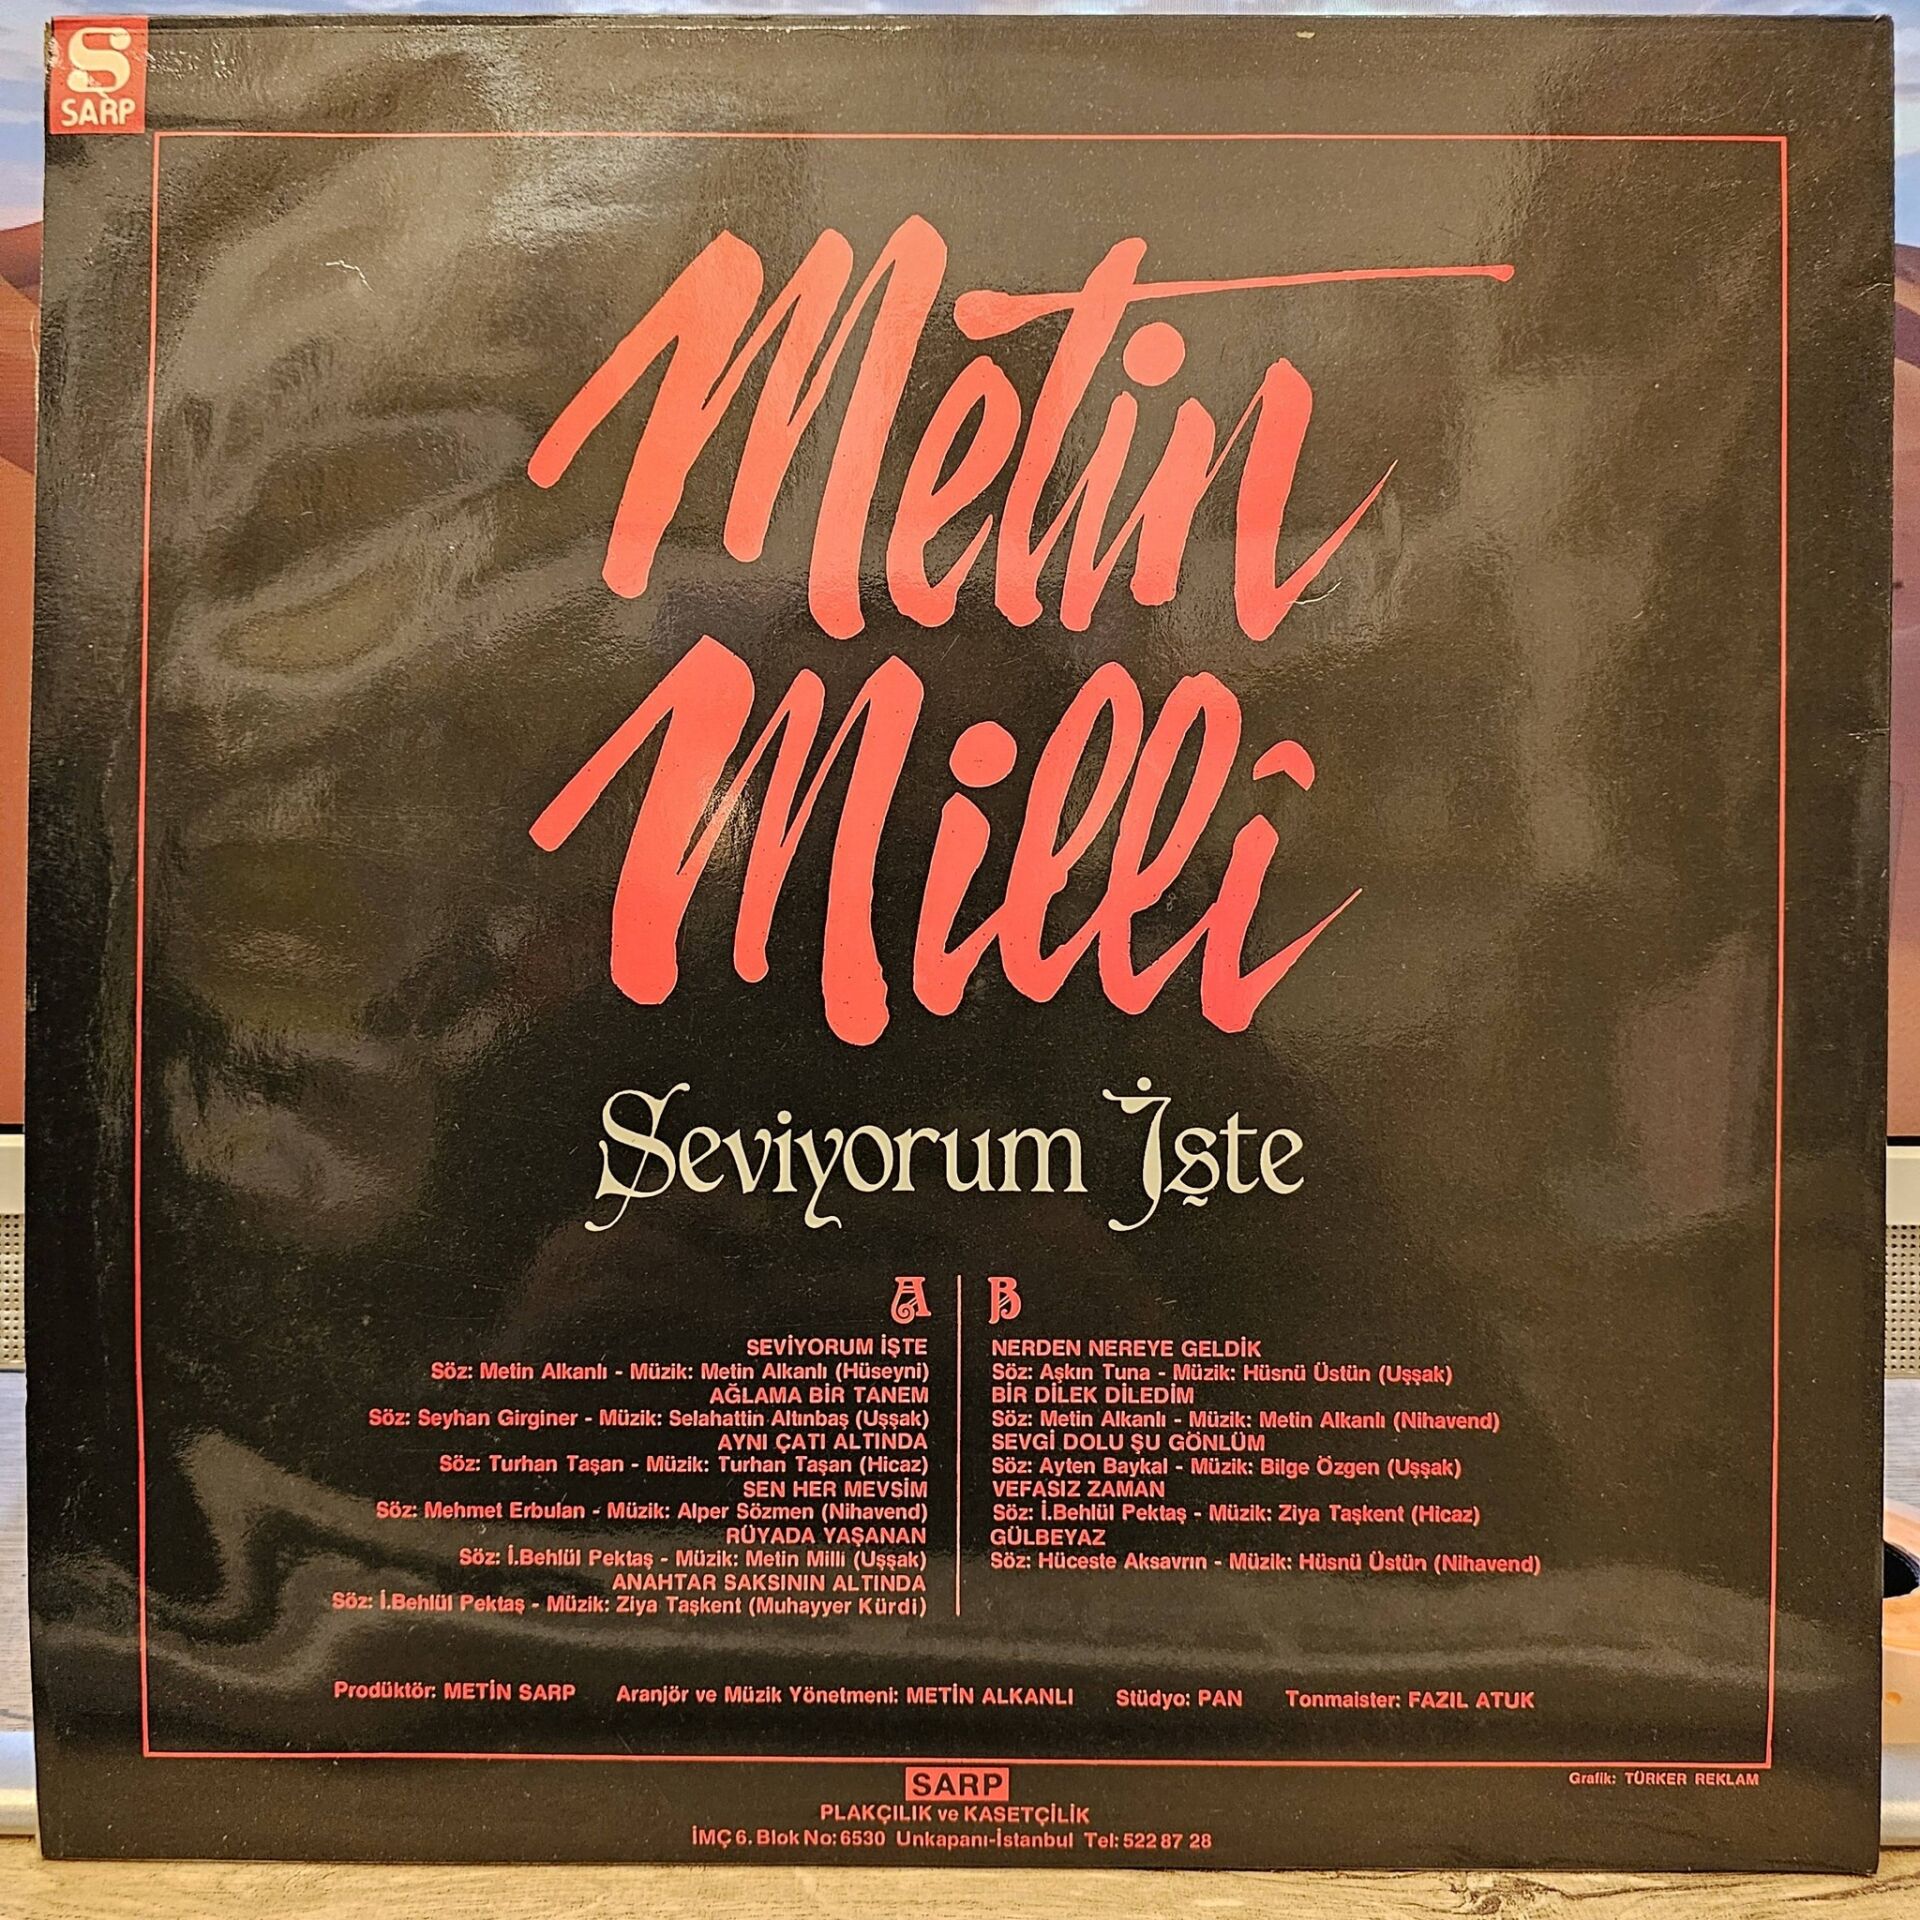 S
SARP
Metin
Millî
Seviyorum İşte
A
SEVİYORUM İŞTE
Söz: Metin Alkanlı - Müzik: Metin Alkanlı (Hüseyni)
AĞLAMA BİR TANEM
Söz: Seyhan Girginer - Müzik: Selahattin Altınbaş (Uşşak)
AYNI ÇATI ALTINDA
Söz: Turhan Taşan - Müzik: Turhan Taşan (Hicaz)
SEN HER MEVSİM
Söz: Mehmet Erbulan - Müzik: Alper Sözmen (Nihavend)
RÜYADA YAŞANAN
Söz: İ.Behlül Pektaş - Müzik: Metin Milli (Uşşak)
ANAHTAR SAKSININ ALTINDA
Söz: İ.Behlül Pektaş - Müzik: Ziya Taşkent (Muhayyer Kürdi)
B
NERDEN NEREYE GELDİK
Söz: Aşkın Tuna - Müzik: Hüsnü Üstün (Uşşak)
BİR DİLEK DİLEDİM
Söz: Metin Alkanlı - Müzik: Metin Alkanlı (Nihavend)
SEVGİ DOLU ŞU GÖNLÜM
Söz: Ayten Baykal - Müzik: Bilge Özgen (Uşşak)
VEFASIZ ZAMAN
Söz: İ.Behlül Pektaş - Müzik: Ziya Taşkent (Hicaz)
GÜLBEYAZ
Söz: Hüceste Aksavrın - Müzik: Hüsnü Üstün (Nihavend)
Prodüktör: METİN SARP Aranjör ve Müzik Yönetmeni: METİN ALKANLI Stüdyo: PAN Tonmaister: FAZIL ATUK
Grafik: TÜRKER REKLAM
SARP
PLAKÇILIK ve KASETÇİLİK
İMÇ 6. Blok No: 6530 Unkapanı-İstanbul Tel: 522 87 28